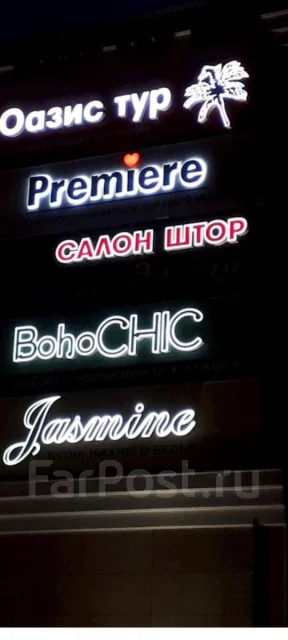 Оазис тур
Premiere
САЛОН ШТОР
BohoCHIC
Jasmine
FarPost.ru